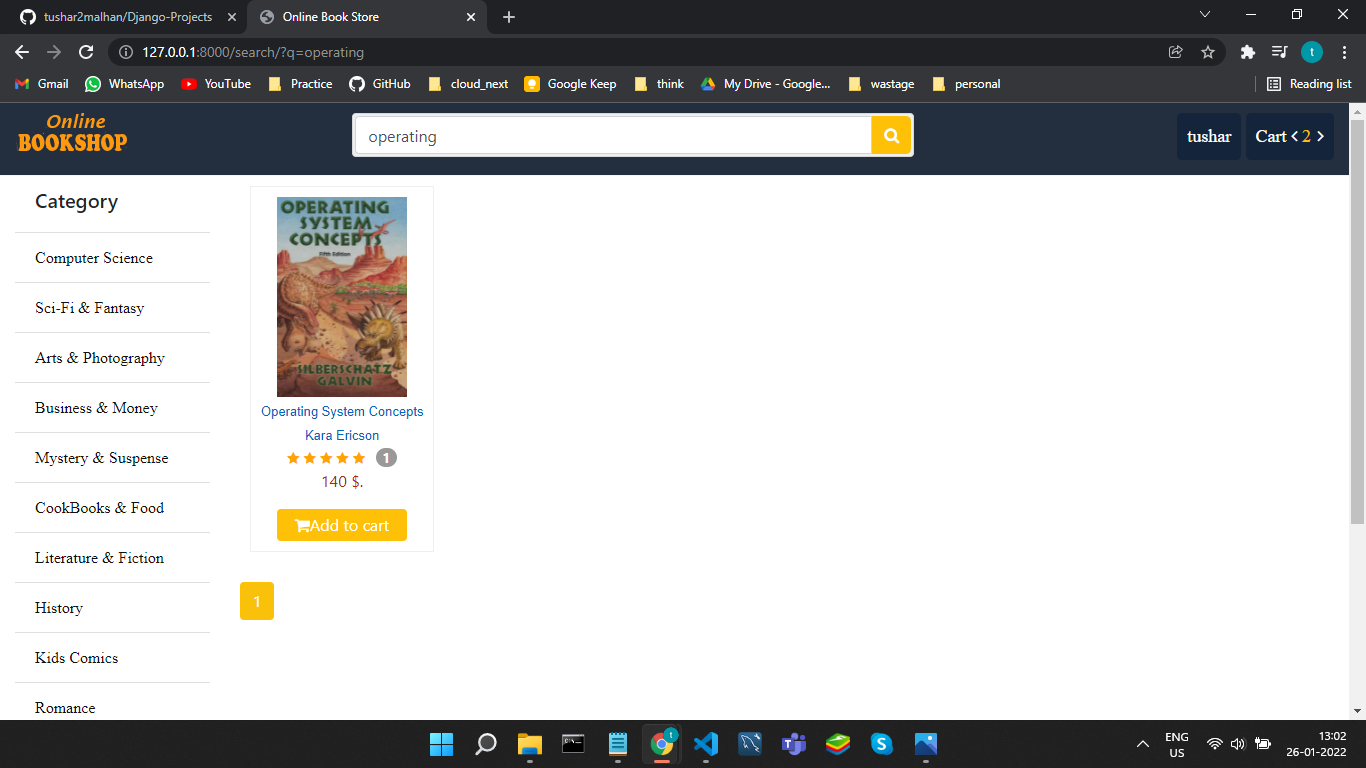 tushar2malhan/Django-Projects
Online Book Store
127.0.0.1:8000/search/?q=operating
t
Gmail
WhatsApp
YouTube
Practice
GitHub
cloud_next
Google Keep
think
My Drive - Google...
wastage
personal
Reading list
Online
BOOKSHOP
operating
tushar
Cart < 2 >
Category
Computer Science
Sci-Fi & Fantasy
Arts & Photography
Business & Money
Mystery & Suspense
CookBooks & Food
Literature & Fiction
History
Kids Comics
Romance
OPERATING
SYSTEM
CONCEPTS
Fifth Edition
SILBERSCHATZ
GALVIN
Operating System Concepts
Kara Ericson
1
140 $.
Add to cart
1
t
ENG
US
13:02
26-01-2022